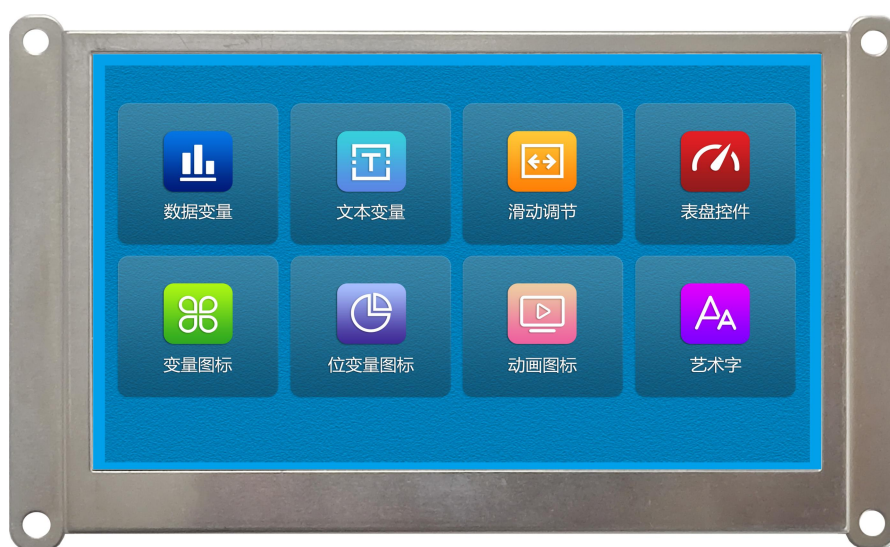 数据变量
文本变量
滑动调节
表盘控件
变量图标
位变量图标
动画图标
艺术字